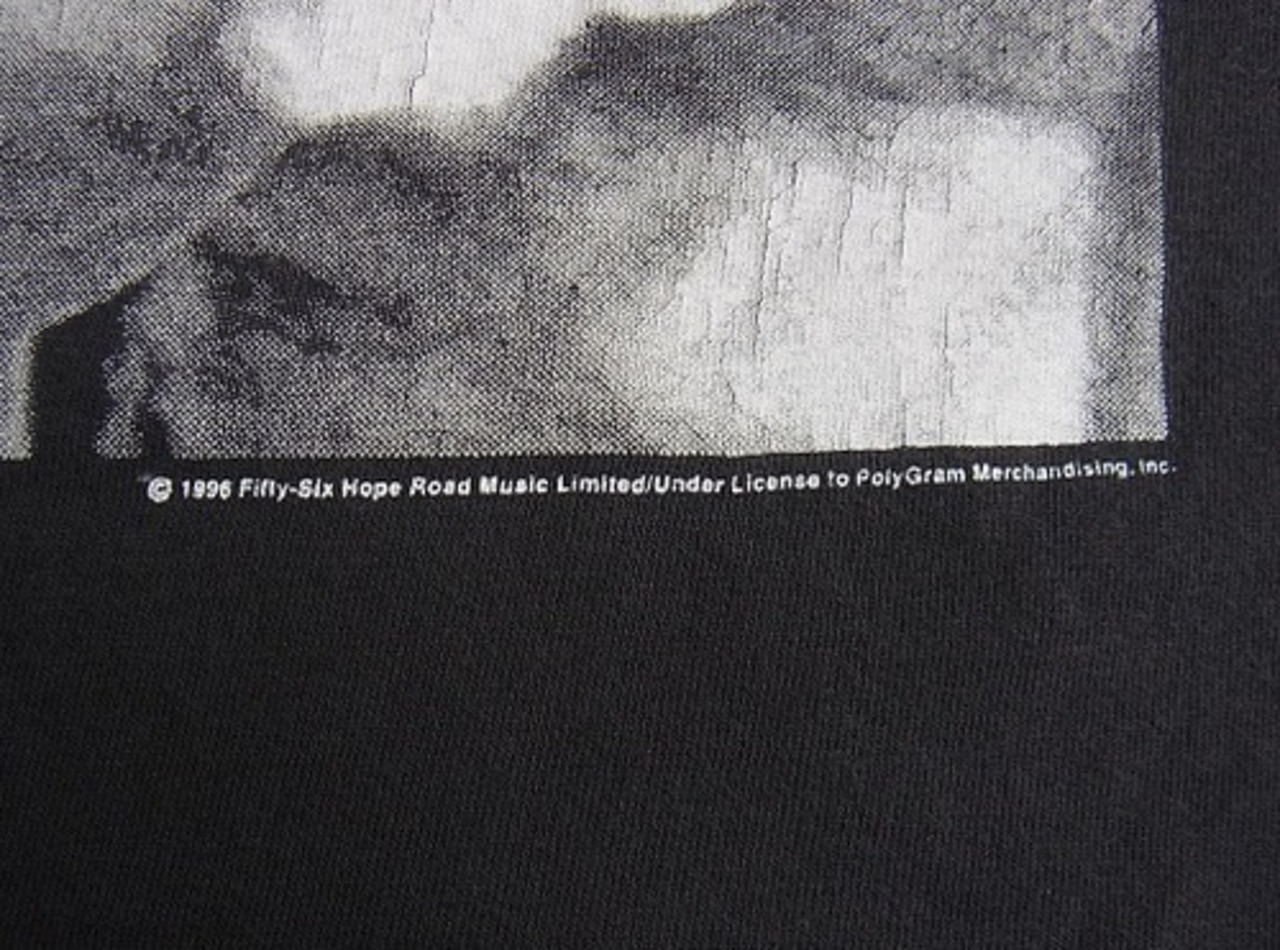 © 1996 Fifty-Six Hope Road Music Limited/Under License to PolyGram Merchandising, Inc.